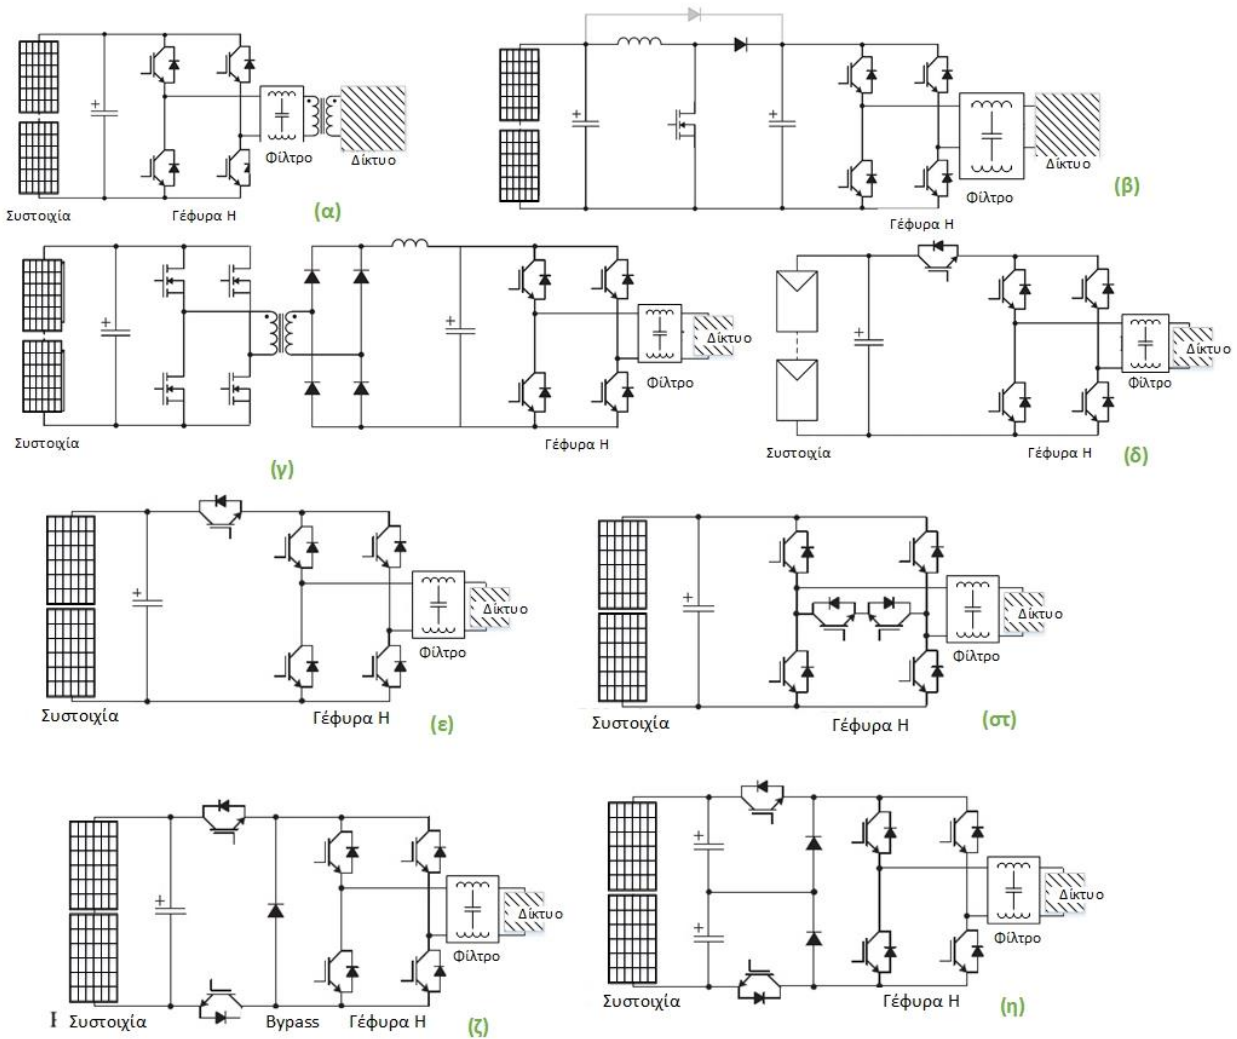 Φίλτρο
Δίκτυο
Συστοιχία
Γέφυρα Η
(α)
Φίλτρο
Δίκτυο
Γέφυρα Η
(β)
Συστοιχία
Γέφυρα Η
Φίλτρο
Δίκτυο
(γ)
Συστοιχία
Γέφυρα Η
Φίλτρο
Δίκτυο
(δ)
Συστοιχία
Γέφυρα Η
Φίλτρο
Δίκτυο
(ε)
Συστοιχία
Γέφυρα Η
Φίλτρο
Δίκτυο
(στ)
Συστοιχία
Bypass
Γέφυρα Η
Φίλτρο
Δίκτυο
(ζ)
Συστοιχία
Γέφυρα Η
Φίλτρο
Δίκτυο
(η)